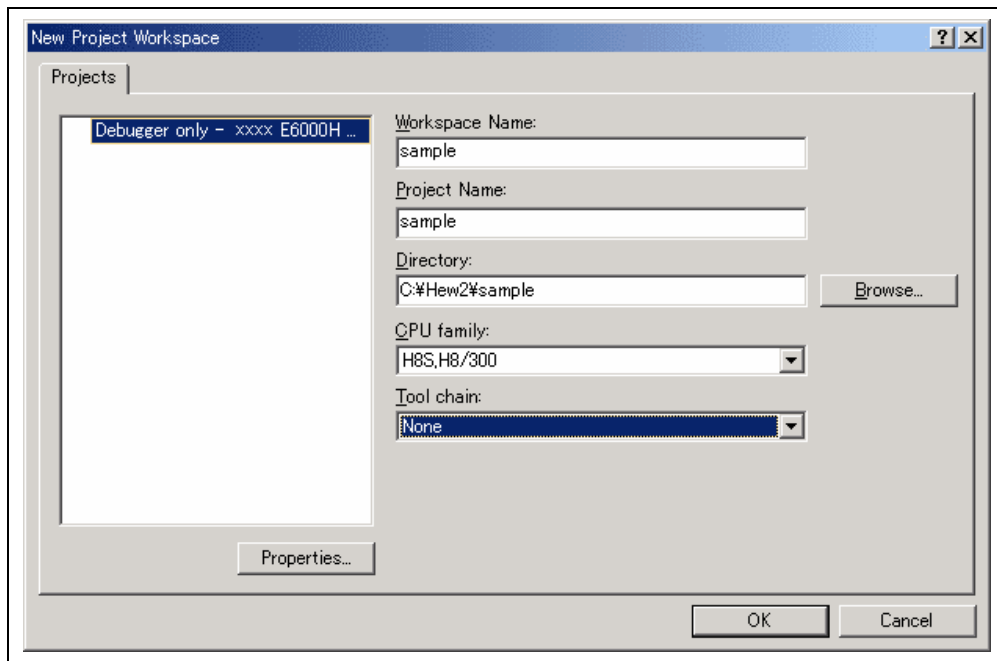 New Project Workspace
Projects
Debugger only - xxxx E6000H ...
Workspace Name:
sample
Project Name:
sample
Directory:
C:¥Hew2¥sample
Browse...
CPU family:
H8S,H8/300
Tool chain:
None
Properties...
OK
Cancel